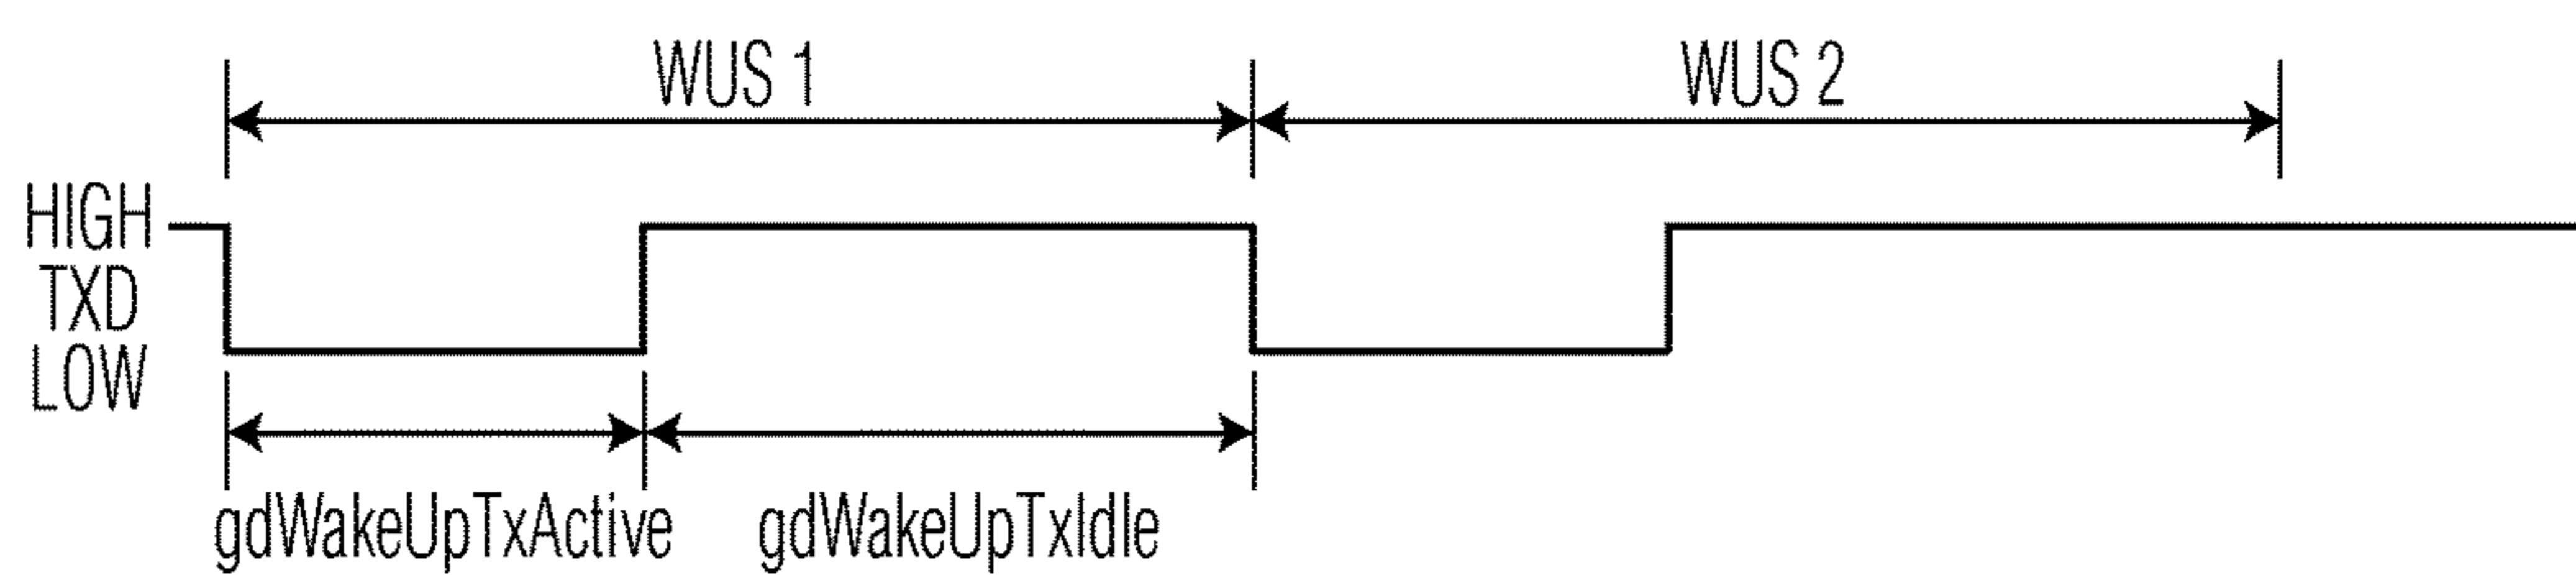 WUS 1
WUS 2
HIGH
TXD
LOW
gdWakeUpTxActive
gdWakeUpTxIdle